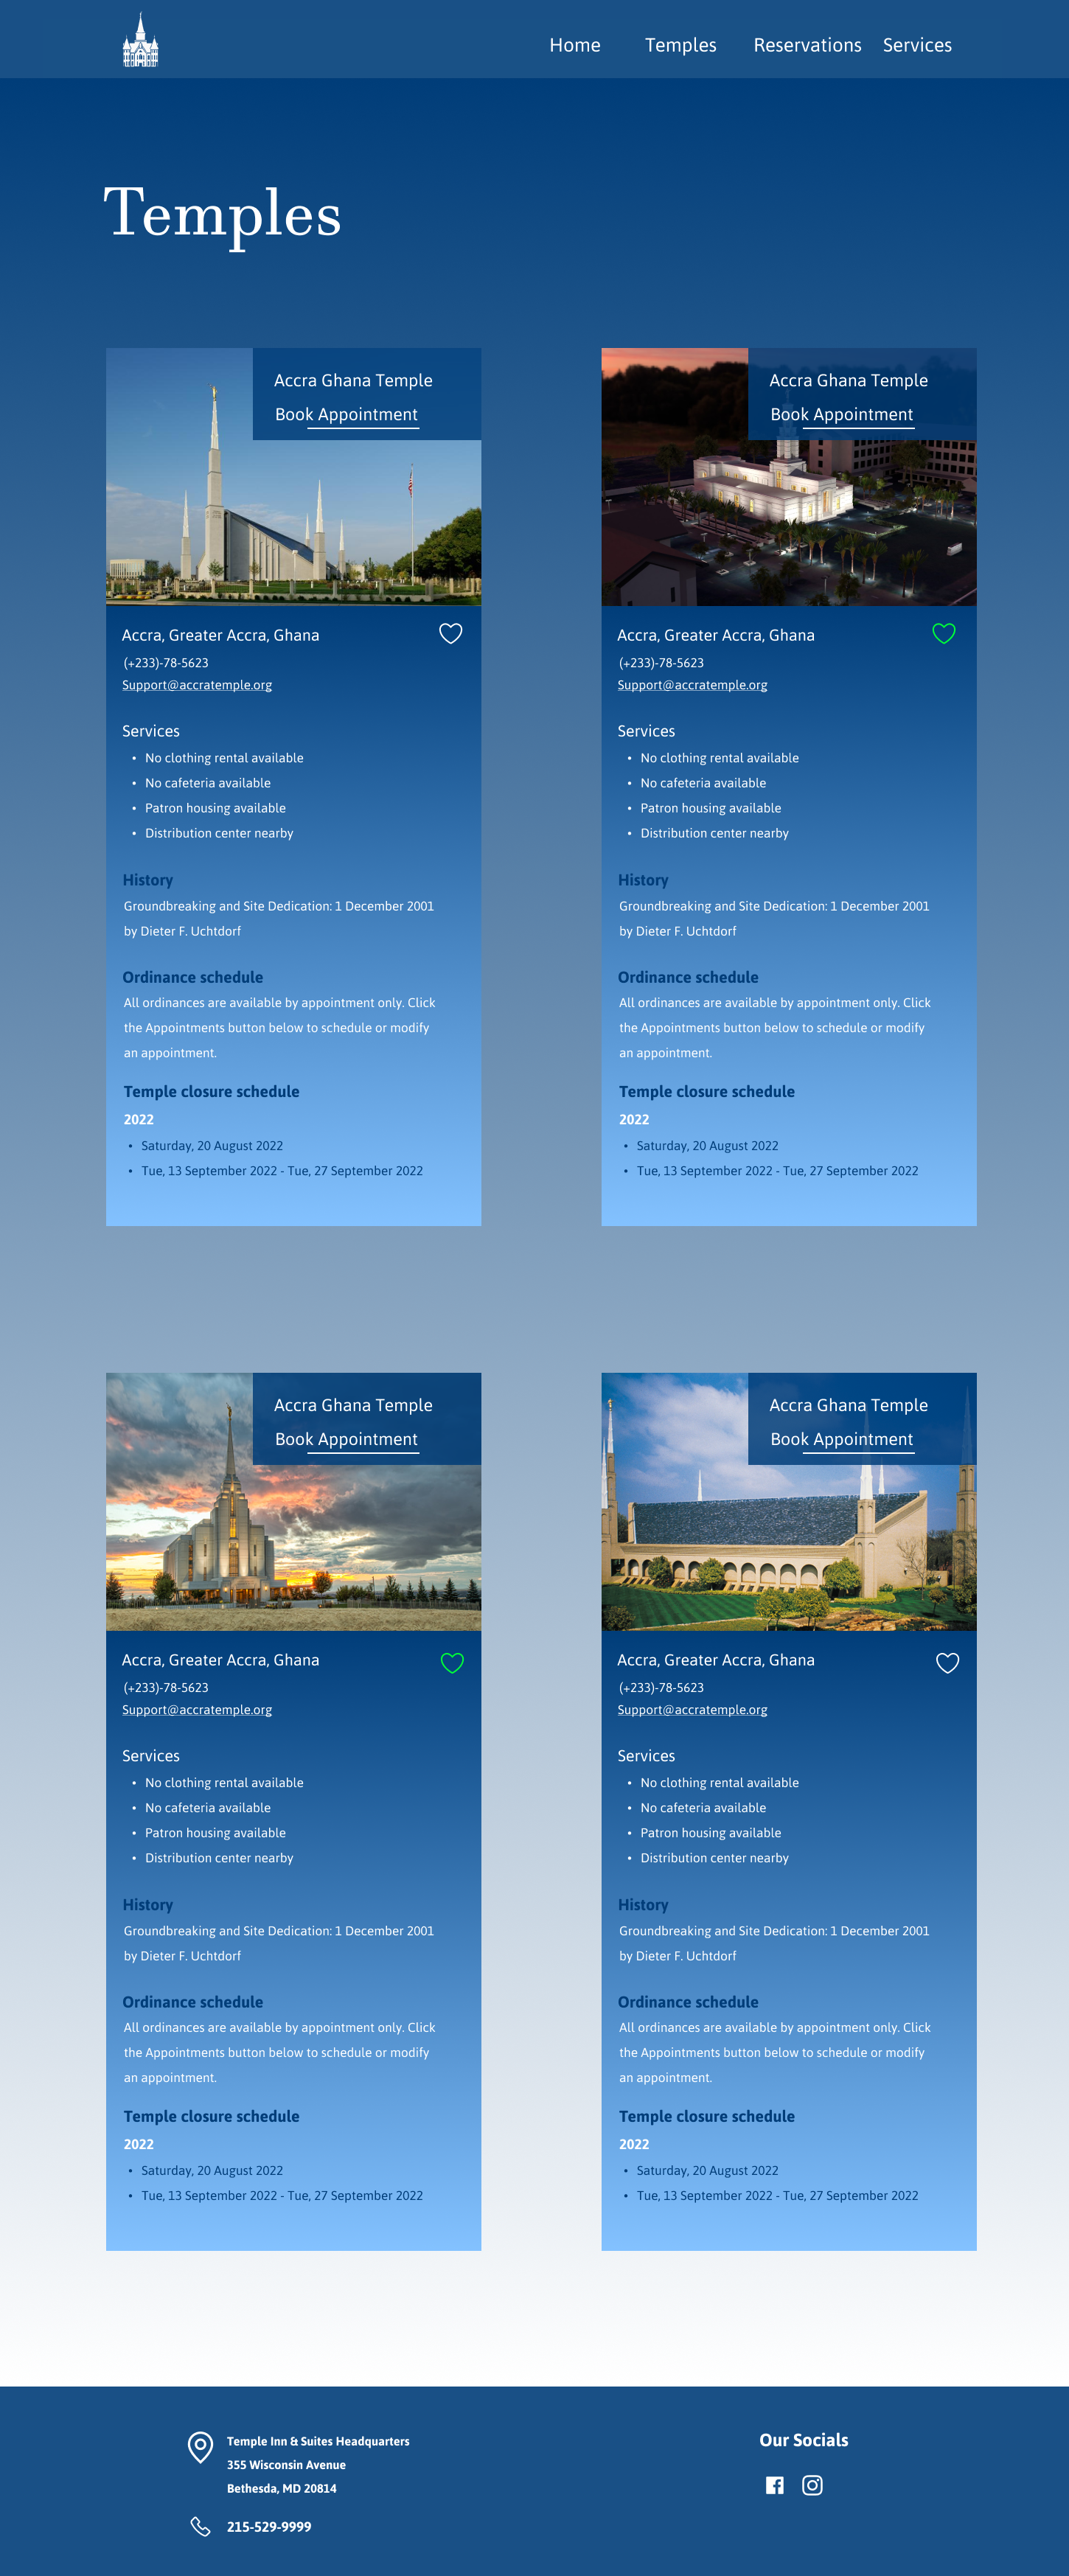 Home Temples Reservations Services
Temples
Accra Ghana Temple
Book Appointment
Accra, Greater Accra, Ghana
(+233)-78-5623
Support@accratemple.org
Services
• No clothing rental available
• No cafeteria available
• Patron housing available
• Distribution center nearby
History
Groundbreaking and Site Dedication: 1 December 2001
by Dieter F. Uchtdorf
Ordinance schedule
All ordinances are available by appointment only. Click
the Appointments button below to schedule or modify
an appointment.
Temple closure schedule
2022
• Saturday, 20 August 2022
• Tue, 13 September 2022 - Tue, 27 September 2022
Accra Ghana Temple
Book Appointment
Accra, Greater Accra, Ghana
(+233)-78-5623
Support@accratemple.org
Services
• No clothing rental available
• No cafeteria available
• Patron housing available
• Distribution center nearby
History
Groundbreaking and Site Dedication: 1 December 2001
by Dieter F. Uchtdorf
Ordinance schedule
All ordinances are available by appointment only. Click
the Appointments button below to schedule or modify
an appointment.
Temple closure schedule
2022
• Saturday, 20 August 2022
• Tue, 13 September 2022 - Tue, 27 September 2022
Accra Ghana Temple
Book Appointment
Accra, Greater Accra, Ghana
(+233)-78-5623
Support@accratemple.org
Services
• No clothing rental available
• No cafeteria available
• Patron housing available
• Distribution center nearby
History
Groundbreaking and Site Dedication: 1 December 2001
by Dieter F. Uchtdorf
Ordinance schedule
All ordinances are available by appointment only. Click
the Appointments button below to schedule or modify
an appointment.
Temple closure schedule
2022
• Saturday, 20 August 2022
• Tue, 13 September 2022 - Tue, 27 September 2022
Accra Ghana Temple
Book Appointment
Accra, Greater Accra, Ghana
(+233)-78-5623
Support@accratemple.org
Services
• No clothing rental available
• No cafeteria available
• Patron housing available
• Distribution center nearby
History
Groundbreaking and Site Dedication: 1 December 2001
by Dieter F. Uchtdorf
Ordinance schedule
All ordinances are available by appointment only. Click
the Appointments button below to schedule or modify
an appointment.
Temple closure schedule
2022
• Saturday, 20 August 2022
• Tue, 13 September 2022 - Tue, 27 September 2022
Temple Inn & Suites Headquarters
355 Wisconsin Avenue
Bethesda, MD 20814
215-529-9999
Our Socials